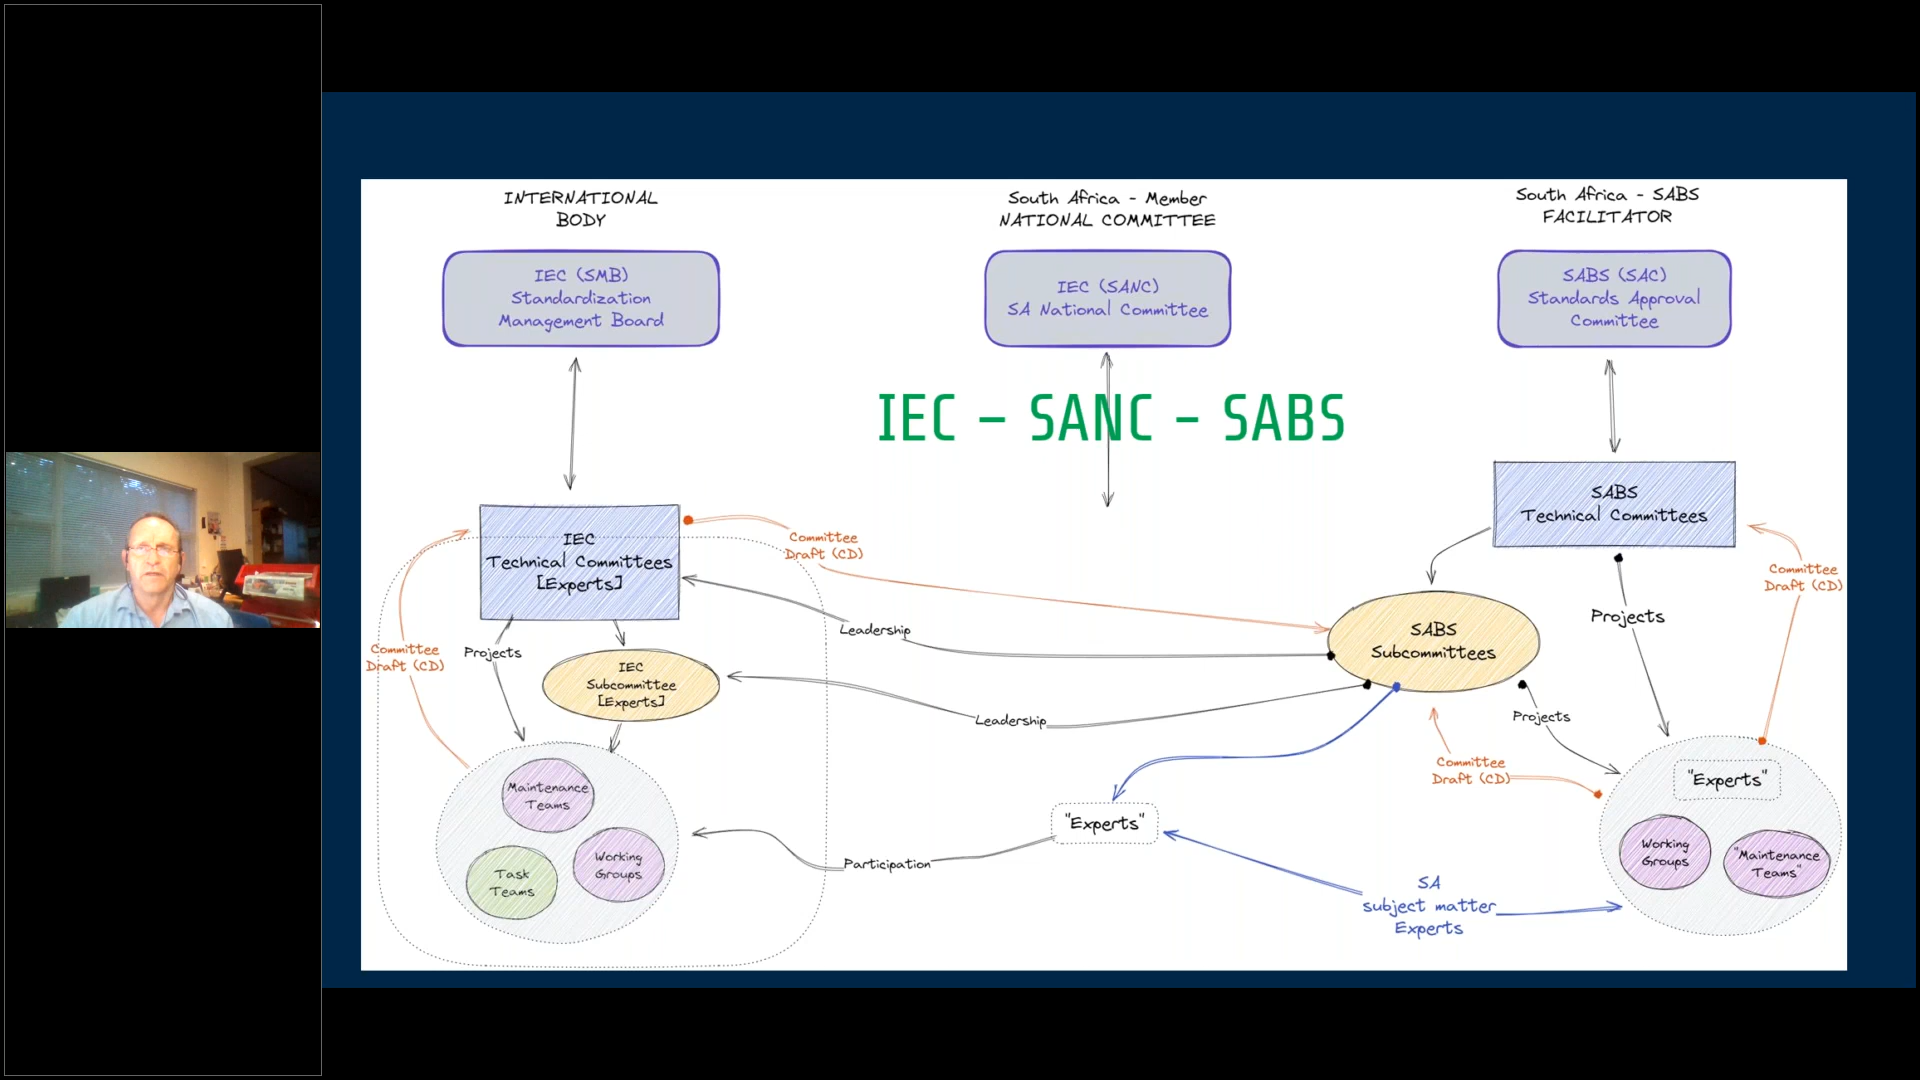 INTERNATIONAL
BODY
South Africa - Member
NATIONAL COMMITTEE
South Africa - SABS
FACILITATOR
IEC (SMB)
Standardization
Management Board
IEC (SANC)
SA National Committee
SABS (SAC)
Standards Approval
Committee
IEC – SANC – SABS
IEC
Technical Committees
[Experts]
Committee
Draft (CD)
SABS
Technical Committees
Committee
Draft (CD)
Leadership
SABS
Subcommittees
Projects
Committee
Draft (CD)
Projects
IEC
Subcommittee
[Experts]
Leadership
Projects
Committee
Draft (CD)
Maintenance
Teams
Working
Groups
Task
Teams
"Experts"
Participation
SA
subject matter
Experts
"Experts"
Working
Groups
"Maintenance
Teams"